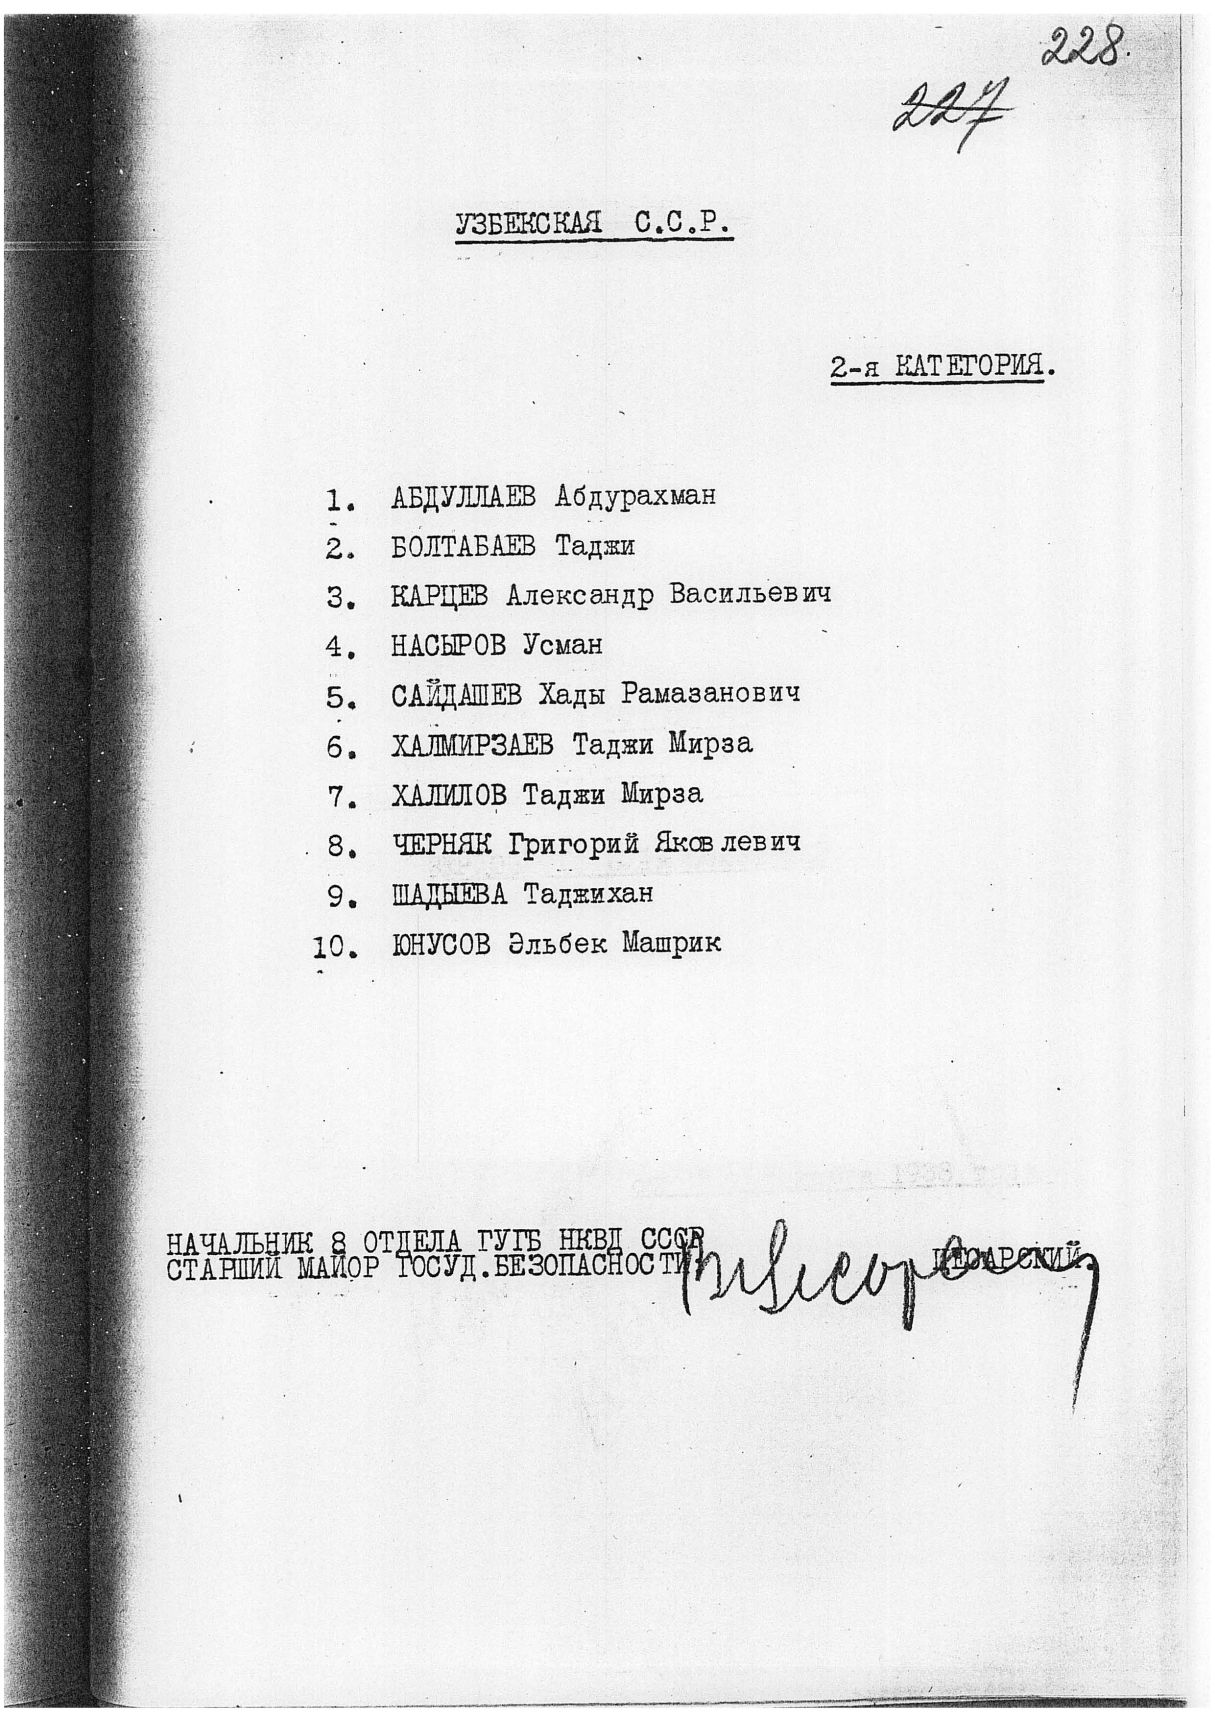 228.
227
УЗБЕКСКАЯ С.С.Р.
2-я КАТЕГОРИЯ.
1. АБДУЛЛАЕВ Абдурахман
2. БОЛТАБАЕВ Таджи
3. КАРЦЕВ Александр Васильевич
4. НАСЫРОВ Усман
5. САЙДАШЕВ Хады Рамазанович
6. ХАЛМИРЗАЕВ Таджи Мирза
7. ХАЛИЛОВ Таджи Мирза
8. ЧЕРНЯК Григорий Яковлевич
9. ШАДЫЕВА Таджихан
10. ЮНУСОВ Эльбек Машрик
НАЧАЛЬНИК 8 ОТДЕЛА ГУГБ НКВД СССР
СТАРШИЙ МАЙОР ГОСУД.БЕЗОПАСНОСТИ: ЦЕСАРСКИЙ.